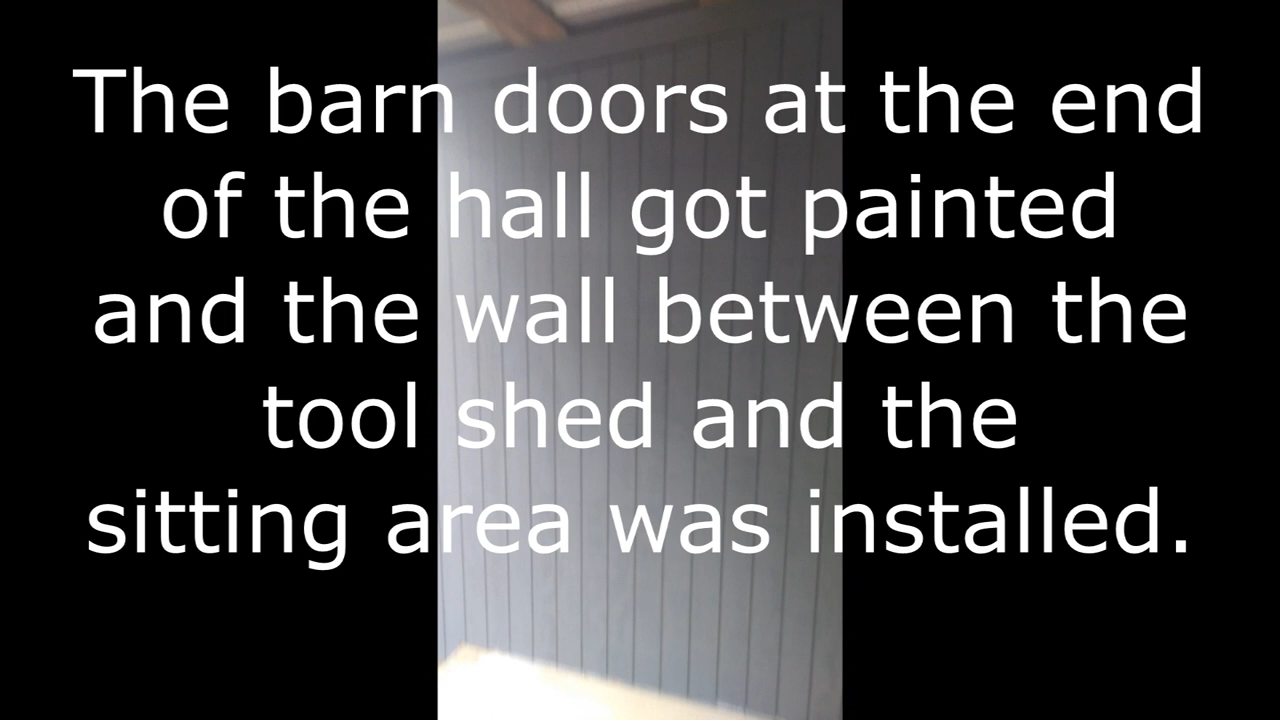 The barn doors at the end
of the hall got painted
and the wall between the
tool shed and the
sitting area was installed.